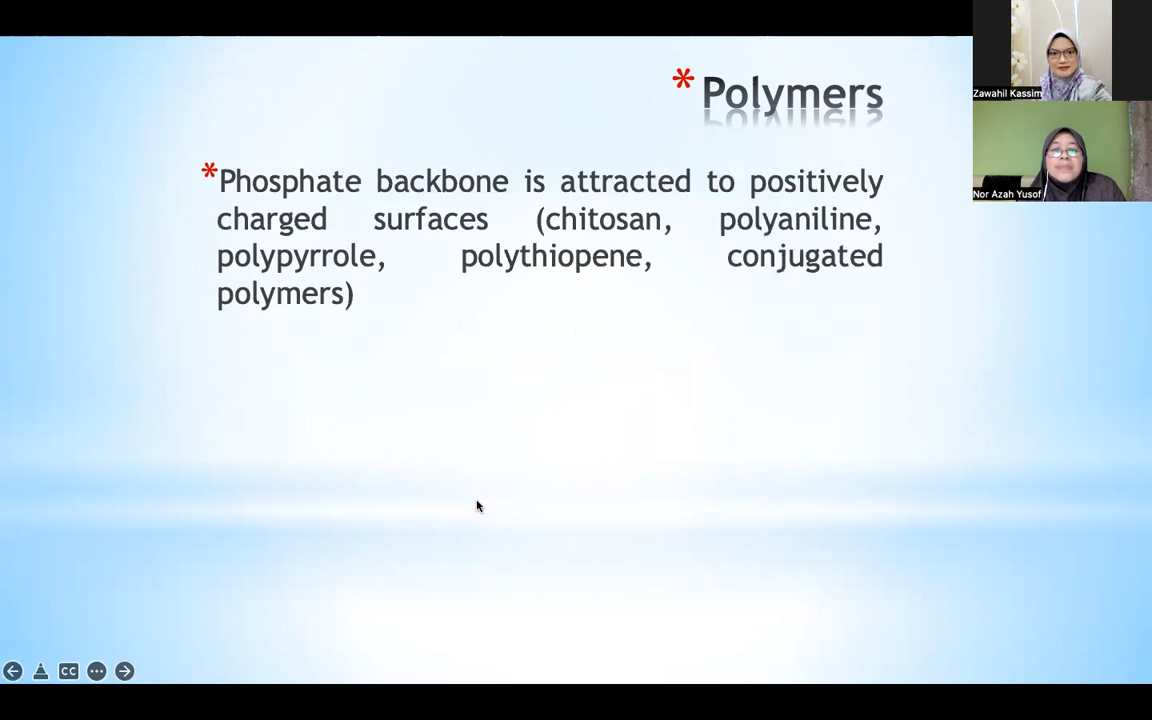 * Polymers
*Phosphate backbone is attracted to positively
charged surfaces (chitosan, polyaniline,
polypyrrole, polythiopene, conjugated
polymers)
Zawahil Kassim
Nor Azah Yusof
CC